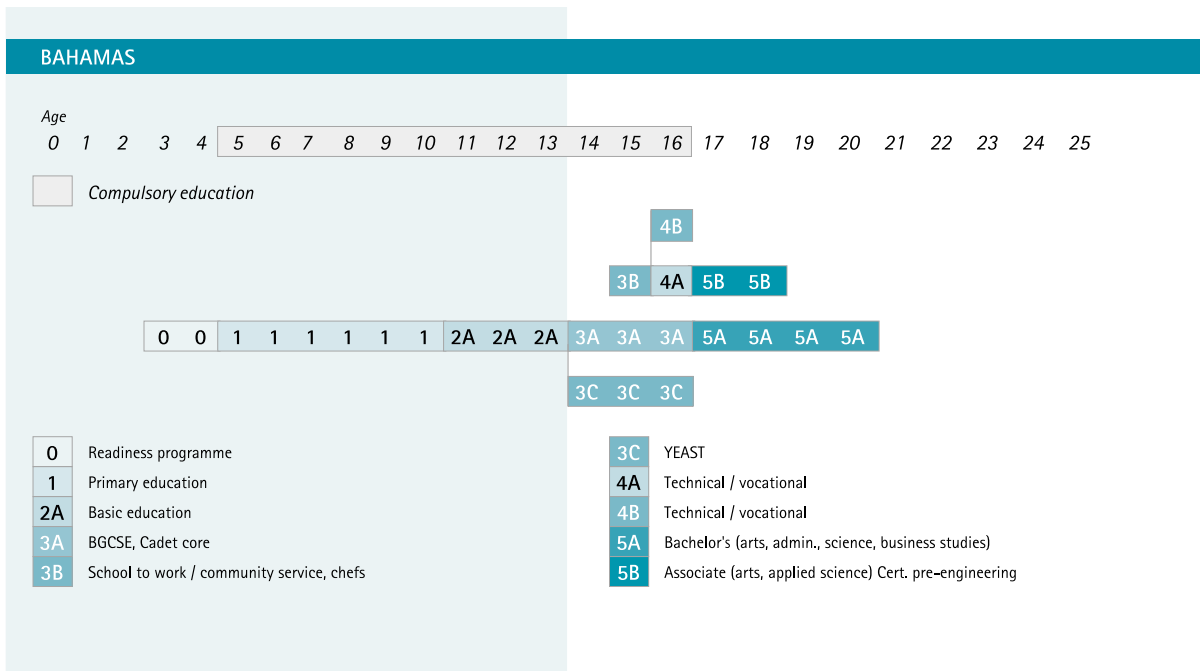 BAHAMAS
Age
0 1 2 3 4 5 6 7 8 9 10 11 12 13 14 15 16 17 18 19 20 21 22 23 24 25
Compulsory education
4B
3B 4A 5B 5B
0 0 1 1 1 1 1 1 2A 2A 2A 3A 3A 3A 5A 5A 5A 5A
3C 3C 3C
0 Readiness programme
1 Primary education
2A Basic education
3A BGCSE, Cadet core
3B School to work / community service, chefs
3C YEAST
4A Technical / vocational
4B Technical / vocational
5A Bachelor's (arts, admin., science, business studies)
5B Associate (arts, applied science) Cert. pre-engineering